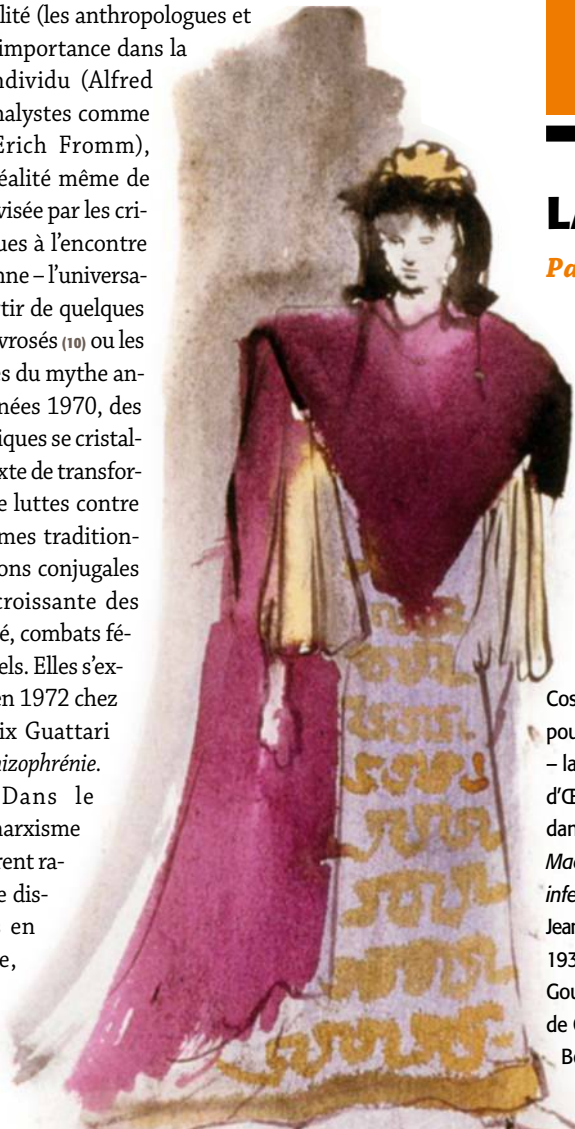 lité (les anthropologues et
importance dans la
ndividu (Alfred
nalystes comme
Erich Fromm),
éalité même de
visée par les cri-
ues à l'encontre
nne – l'universa-
tir de quelques
vrosés (10) ou les
es du mythe an-
nées 1970, des
iques se cristal-
xte de transfor-
e luttes contre
mes tradition-
ons conjugales
croissante des
é, combats fé-
els. Elles s'ex-
en 1972 chez
ix Guattari
hizophrénie.
Dans le
marxisme
rent ra-
e dis-
en
e,
LA
Pa
Cos
pou
– la
d'Œ
dan
Mac
infe
Jean
193
Gou
de C
Be